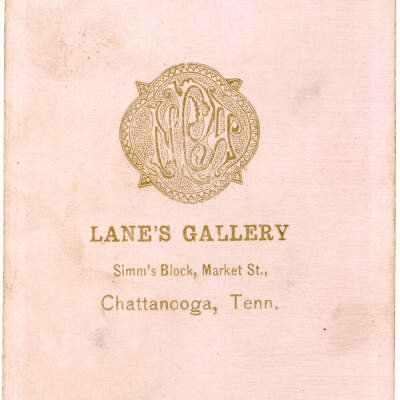 LANE'S GALLERY
Simm's Block, Market St.,
Chattanooga, Tenn.